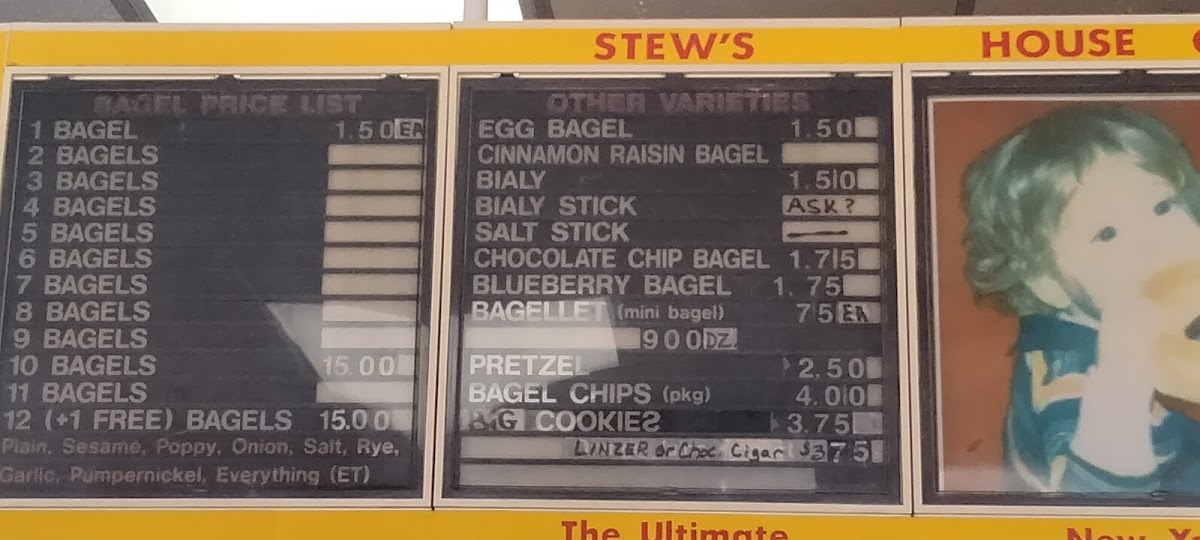 STEW'S HOUSE
BAGEL PRICE LIST
1 BAGEL 1.50 EA
2 BAGELS
3 BAGELS
4 BAGELS
5 BAGELS
6 BAGELS
7 BAGELS
8 BAGELS
9 BAGELS
10 BAGELS 15.00
11 BAGELS
12 (+1 FREE) BAGELS 15.00
Plain, Sesame, Poppy, Onion, Salt, Rye,
Garlic, Pumpernickel, Everything (ET)
OTHER VARIETIES
EGG BAGEL 1.50
CINNAMON RAISIN BAGEL
BIALY 1.50
BIALY STICK ASK?
SALT STICK —
CHOCOLATE CHIP BAGEL 1.75
BLUEBERRY BAGEL 1.75
BAGELLET (mini bagel) 75 EA
900 DZ.
PRETZEL 2.50
BAGEL CHIPS (pkg) 4.00
COOKIES 3.75
LINZER or Choc. Cigar $375
The Ultimate
New